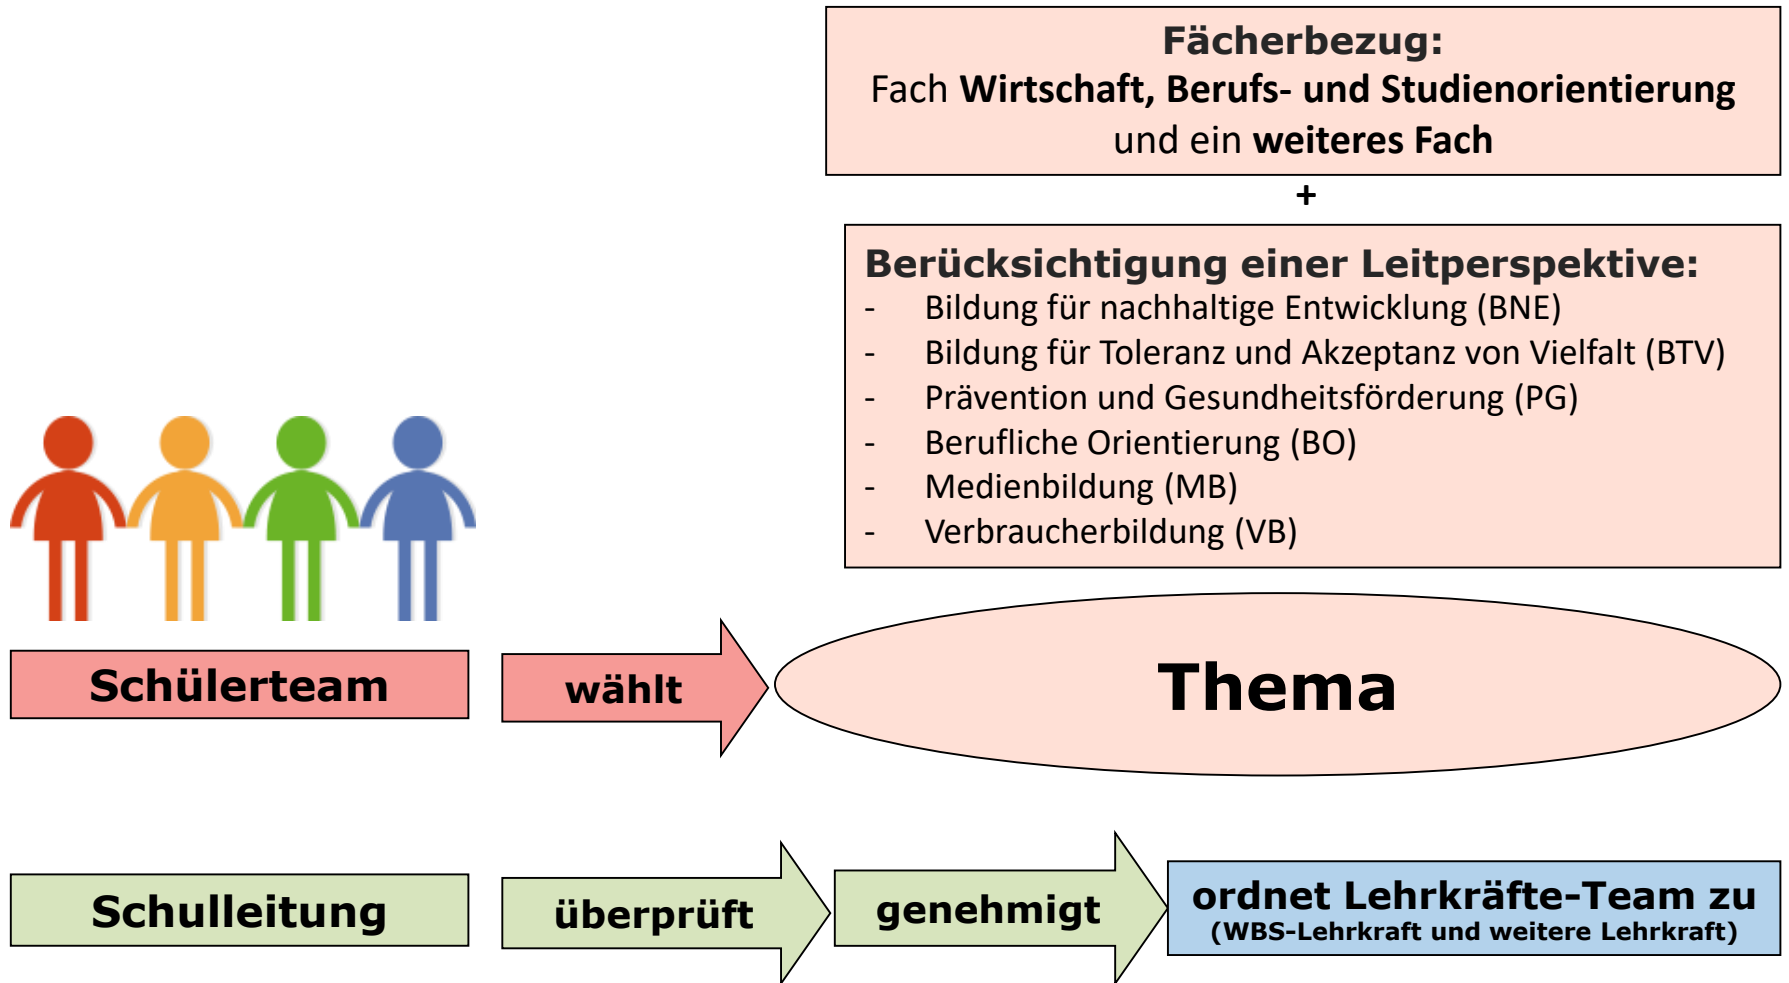 Fächerbezug:
Fach Wirtschaft, Berufs- und Studienorientierung
und ein weiteres Fach
+
Berücksichtigung einer Leitperspektive:
- Bildung für nachhaltige Entwicklung (BNE)
- Bildung für Toleranz und Akzeptanz von Vielfalt (BTV)
- Prävention und Gesundheitsförderung (PG)
- Berufliche Orientierung (BO)
- Medienbildung (MB)
- Verbraucherbildung (VB)
Schülerteam
wählt
Thema
Schulleitung
überprüft
genehmigt
ordnet Lehrkräfte-Team zu
(WBS-Lehrkraft und weitere Lehrkraft)